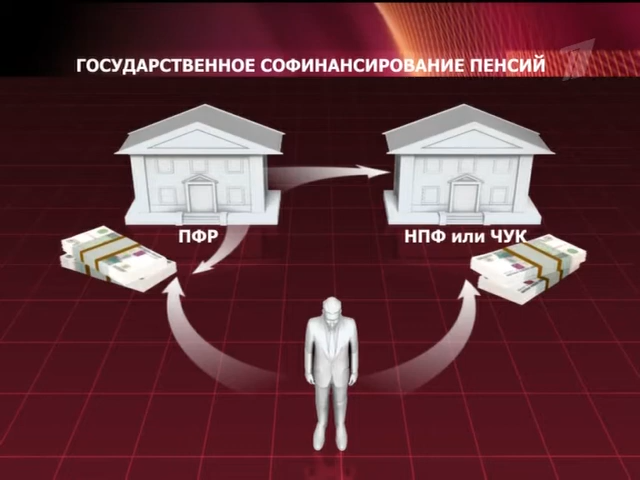 ГОСУДАРСТВЕННОЕ СОФИНАНСИРОВАНИЕ ПЕНСИЙ
ПФР
НПФ или ЧУК